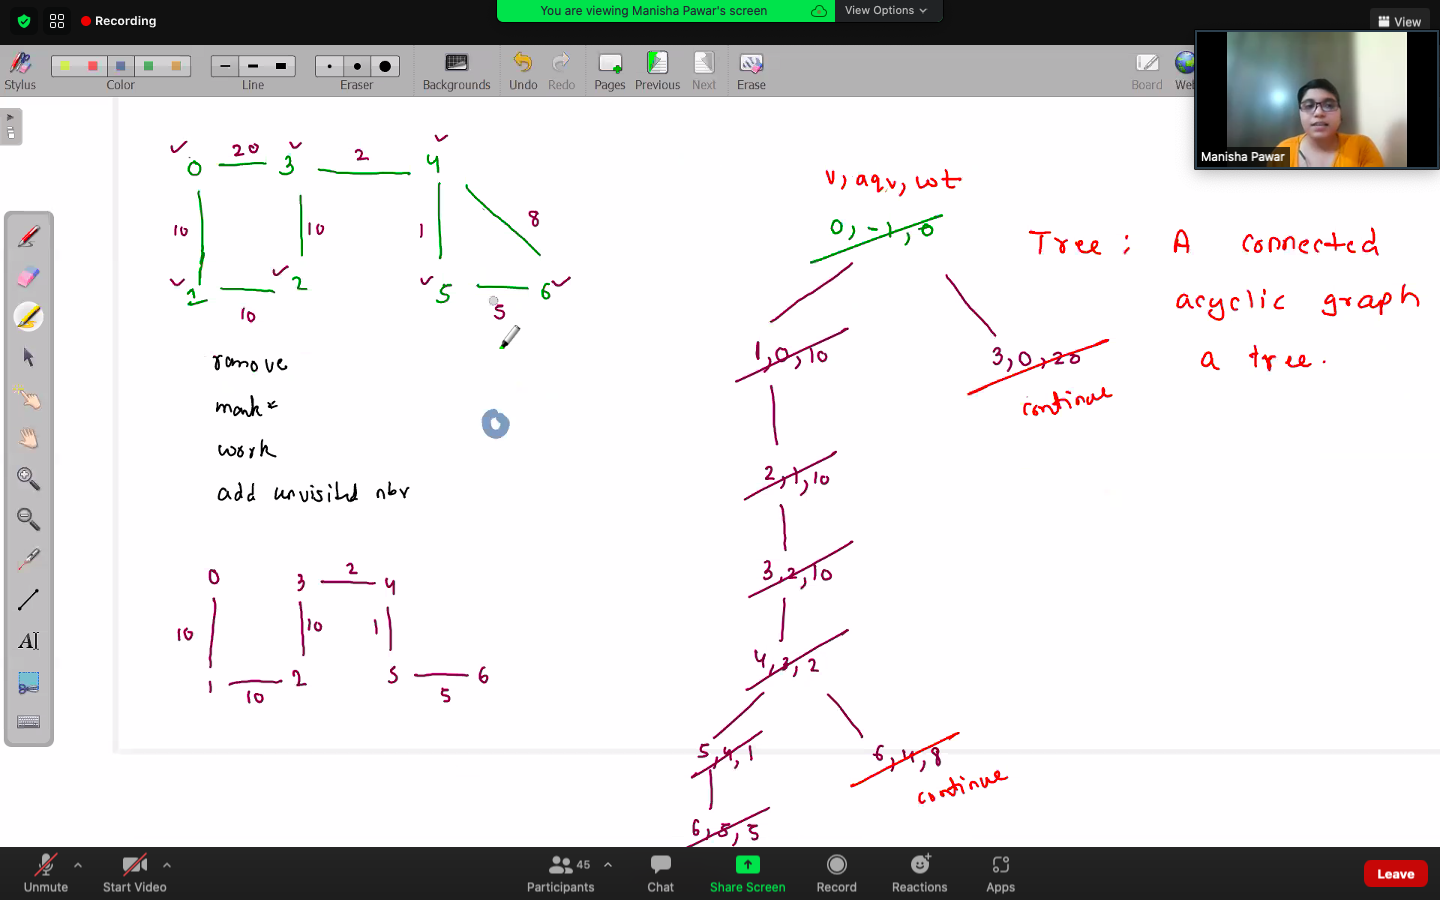 Recording
You are viewing Manisha Pawar's screen
View Options
View
Stylus
Color
Line
Eraser
Backgrounds
Undo
Redo
Pages
Previous
Next
Erase
Board
Manisha Pawar
0 20 3 2 4
10 10 1 8
1 10 2 5 5 6
remove
mark*
work
add unvisited nbr
0 3 2 4
10 10 1
1 10 2 5 5 6
v, aqv, wt
0, -1, 0
1, 0, 10
3, 0, 20
continue
2, 1, 10
3, 2, 10
4, 3, 2
5, 4, 1
6, 4, 8
continue
6, 5, 5
Tree: A connected
acyclic graph
a tree.
A
Unmute
Start Video
Participants
45
Chat
Share Screen
Record
Reactions
Apps
Leave